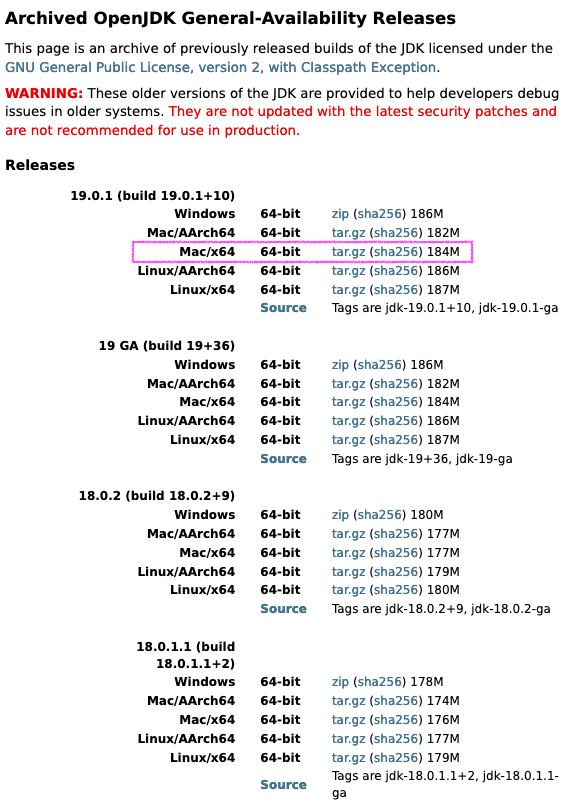 Archived OpenJDK General-Availability Releases
This page is an archive of previously released builds of the JDK licensed under the
GNU General Public License, version 2, with Classpath Exception.
WARNING: These older versions of the JDK are provided to help developers debug
issues in older systems. They are not updated with the latest security patches and
are not recommended for use in production.
Releases
19.0.1 (build 19.0.1+10)
Windows 64-bit zip (sha256) 186M
Mac/AArch64 64-bit tar.gz (sha256) 182M
Mac/x64 64-bit tar.gz (sha256) 184M
Linux/AArch64 64-bit tar.gz (sha256) 186M
Linux/x64 64-bit tar.gz (sha256) 187M
Source Tags are jdk-19.0.1+10, jdk-19.0.1-ga
19 GA (build 19+36)
Windows 64-bit zip (sha256) 186M
Mac/AArch64 64-bit tar.gz (sha256) 182M
Mac/x64 64-bit tar.gz (sha256) 184M
Linux/AArch64 64-bit tar.gz (sha256) 186M
Linux/x64 64-bit tar.gz (sha256) 187M
Source Tags are jdk-19+36, jdk-19-ga
18.0.2 (build 18.0.2+9)
Windows 64-bit zip (sha256) 180M
Mac/AArch64 64-bit tar.gz (sha256) 177M
Mac/x64 64-bit tar.gz (sha256) 177M
Linux/AArch64 64-bit tar.gz (sha256) 179M
Linux/x64 64-bit tar.gz (sha256) 180M
Source Tags are jdk-18.0.2+9, jdk-18.0.2-ga
18.0.1.1 (build
18.0.1.1+2)
Windows 64-bit zip (sha256) 178M
Mac/AArch64 64-bit tar.gz (sha256) 174M
Mac/x64 64-bit tar.gz (sha256) 176M
Linux/AArch64 64-bit tar.gz (sha256) 177M
Linux/x64 64-bit tar.gz (sha256) 179M
Source Tags are jdk-18.0.1.1+2, jdk-18.0.1.1-
ga